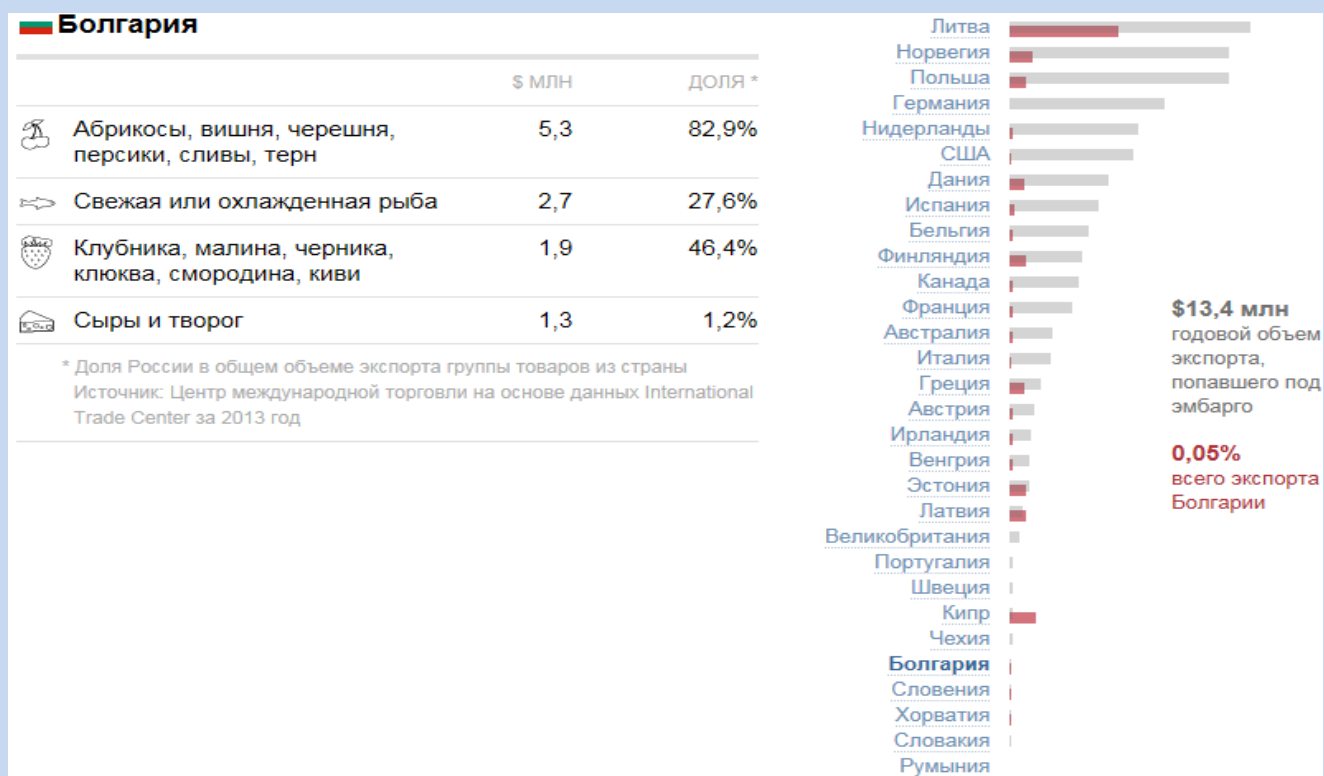 Болгария
$ МЛН ДОЛЯ *
Абрикосы, вишня, черешня,
персики, сливы, терн
5,3 82,9%
Свежая или охлажденная рыба 2,7 27,6%
Клубника, малина, черника,
клюква, смородина, киви
1,9 46,4%
Сыры и творог 1,3 1,2%
* Доля России в общем объеме экспорта группы товаров из страны
Источник: Центр международной торговли на основе данных International
Trade Center за 2013 год
Литва
Норвегия
Польша
Германия
Нидерланды
США
Дания
Испания
Бельгия
Финляндия
Канада
Франция
Австралия
Италия
Греция
Австрия
Ирландия
Венгрия
Эстония
Латвия
Великобритания
Португалия
Швеция
Кипр
Чехия
Болгария
Словения
Хорватия
Словакия
Румыния
$13,4 млн
годовой объем
экспорта,
попавшего под
эмбарго
0,05%
всего экспорта
Болгарии